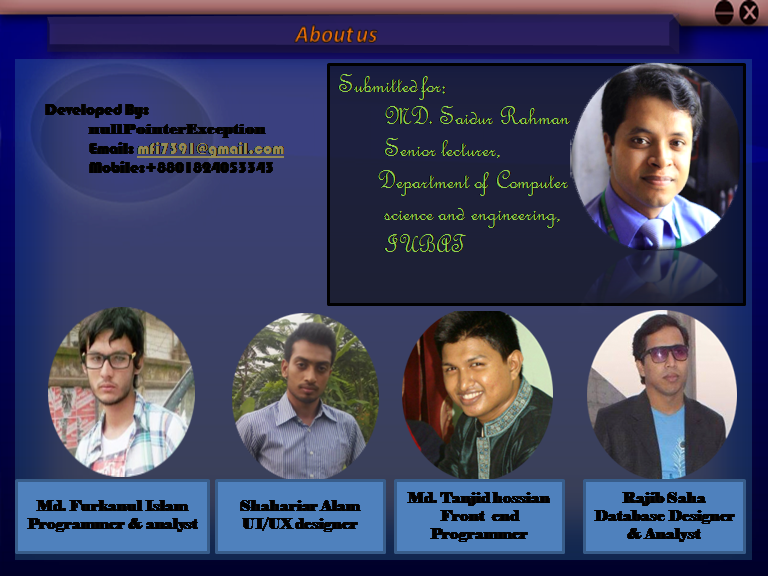 About us
Developed By:
nullPointerException
Email: mfi7391@gmail.com
Mobile:+8801824053343
Submitted for:
MD. Saidur Rahman
Senior lecturer,
Department of Computer
science and engineering,
IUBAT
Md. Furkanul Islam
Programmer & analyst
Shahariar Alam
UI/UX designer
Md. Tanjid hossian
Front end
Programmer
Rajib Saha
Database Designer
& Analyst